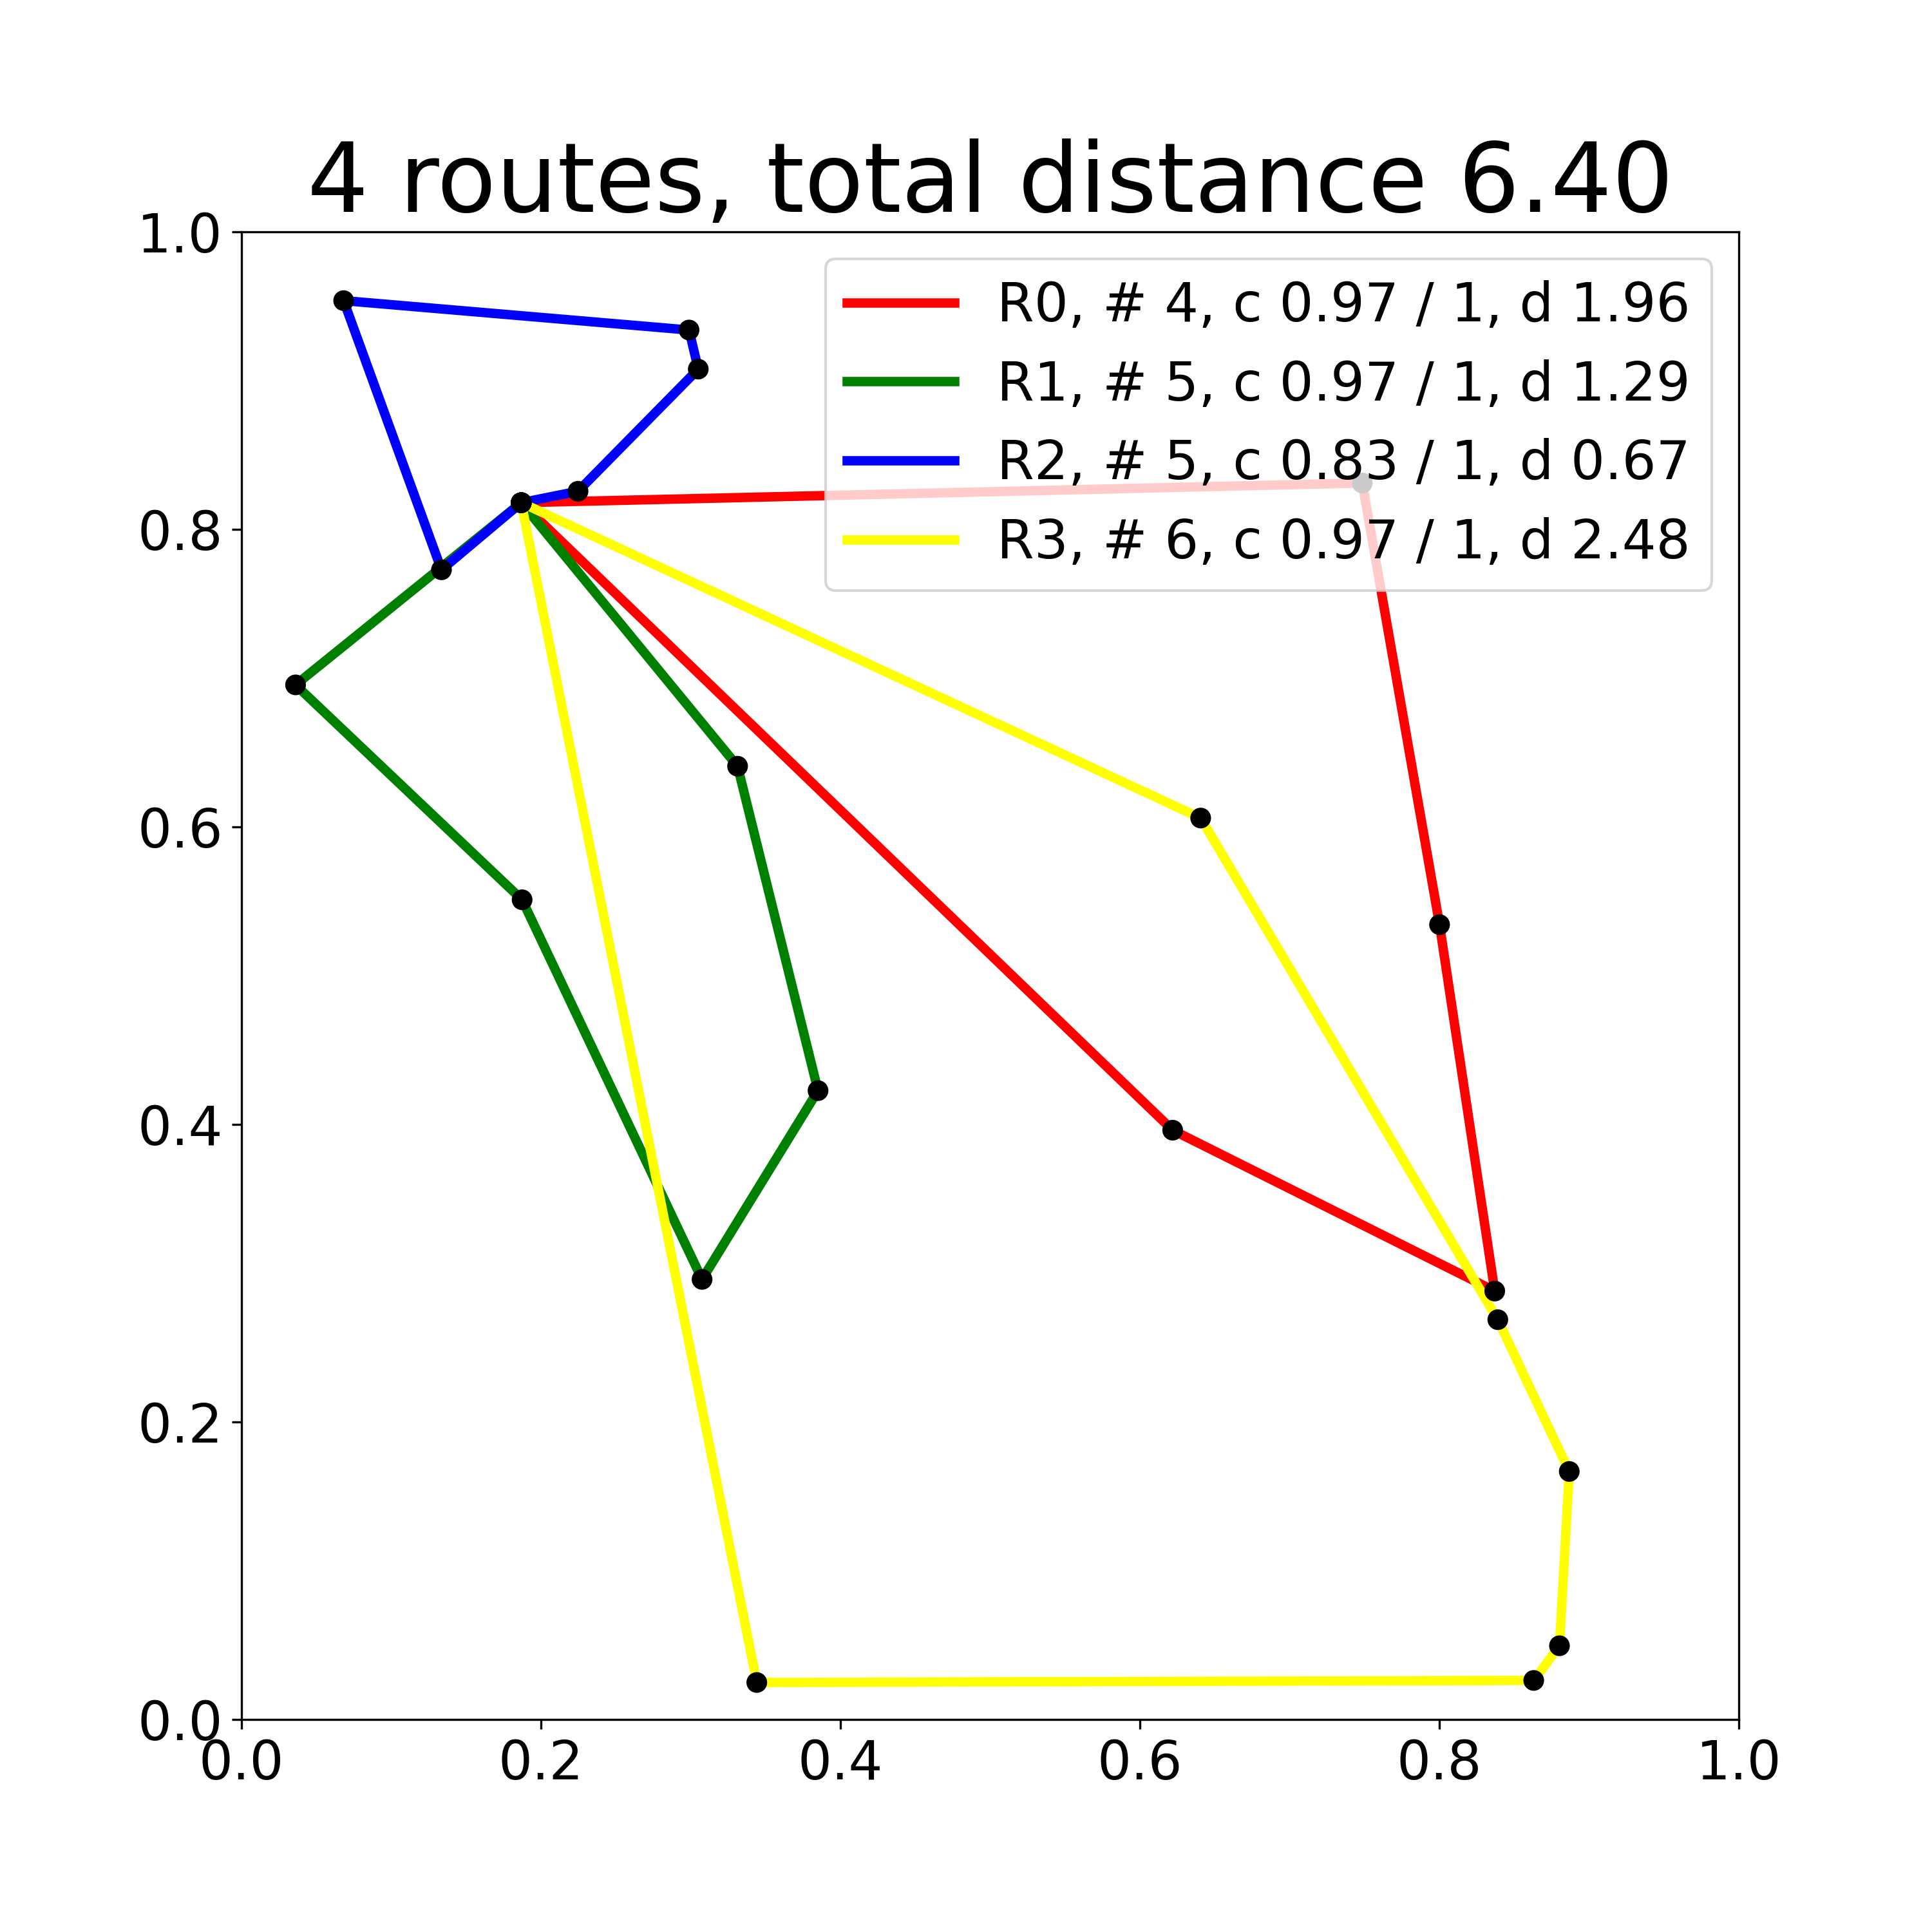 4 routes, total distance 6.40
1.0
0.8
0.6
0.4
0.2
0.0
R0, # 4, c 0.97 / 1, d 1.96
R1, # 5, c 0.97 / 1, d 1.29
R2, # 5, c 0.83 / 1, d 0.67
R3, # 6, c 0.97 / 1, d 2.48
0.0 0.2 0.4 0.6 0.8 1.0